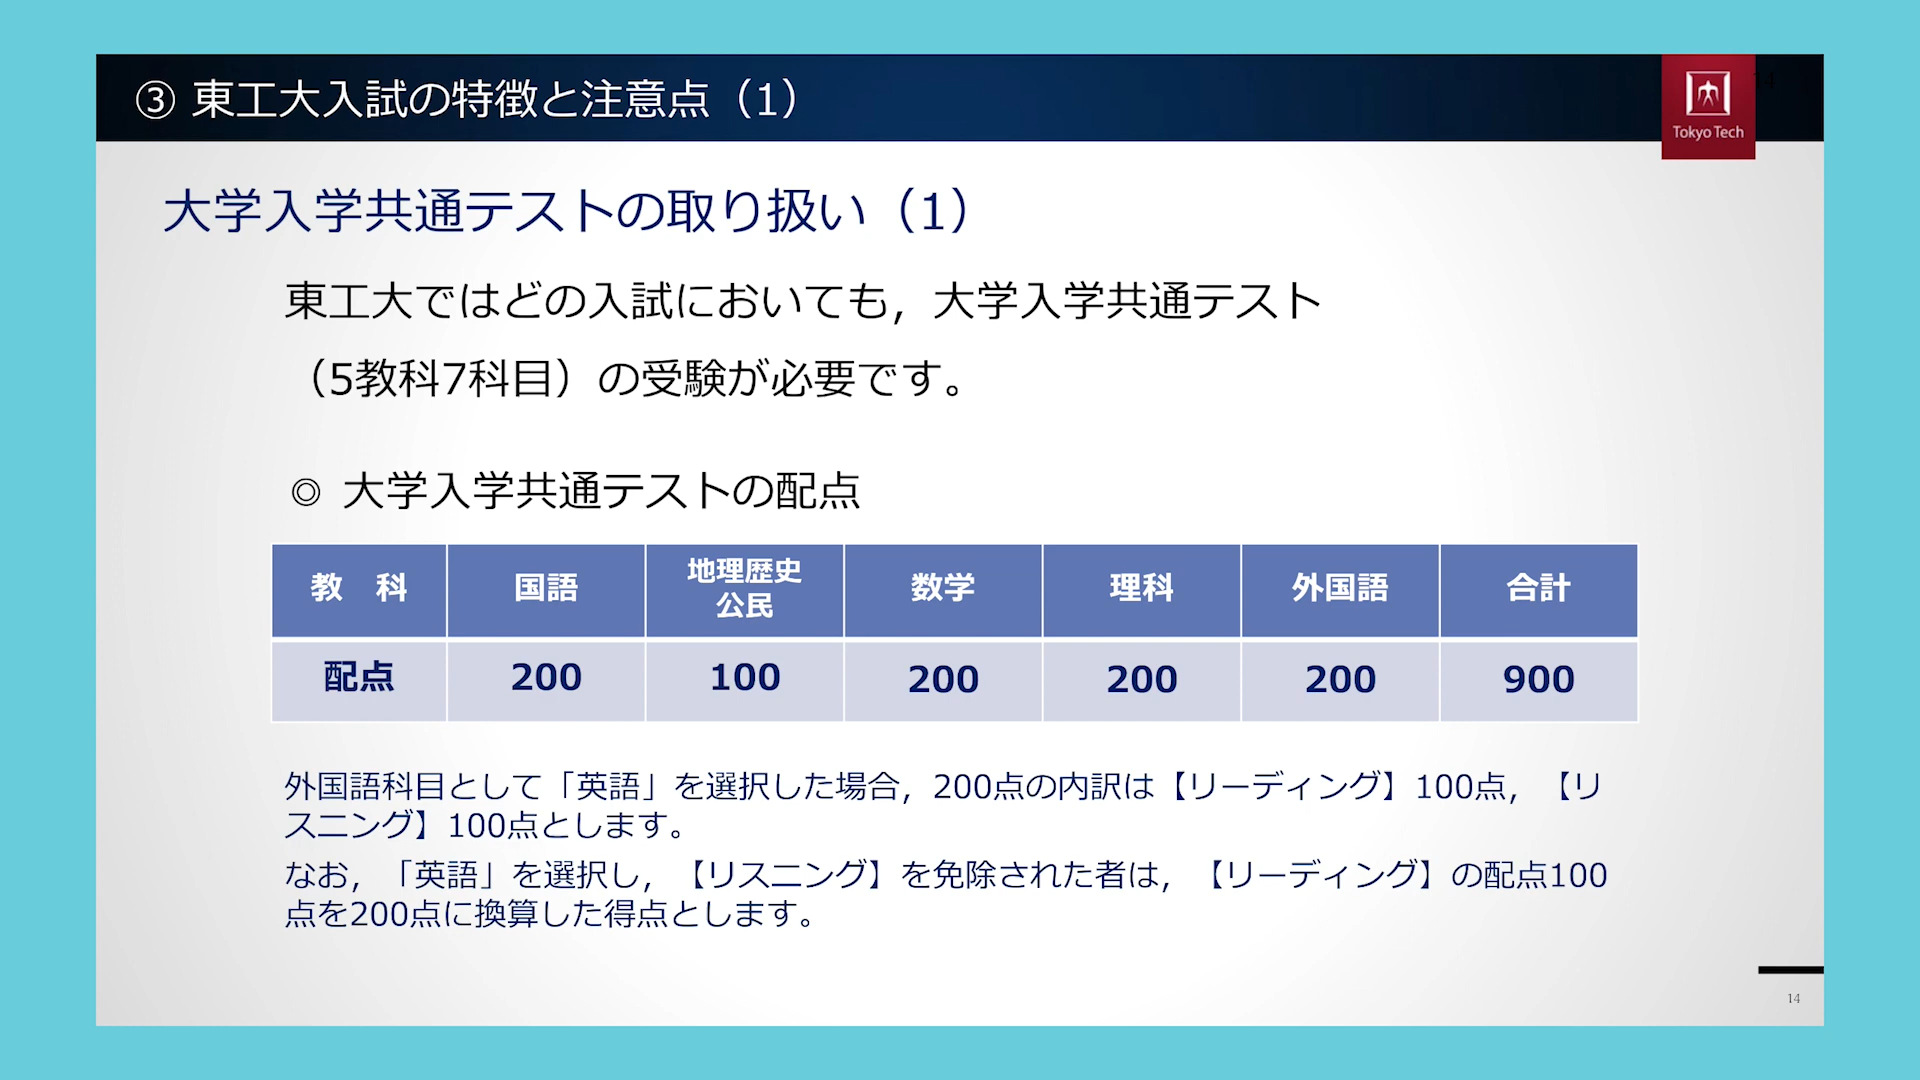 ③ 東工大入試の特徴と注意点（1）
14
Tokyo Tech
大学入学共通テストの取り扱い（1）
東工大ではどの入試においても，大学入学共通テスト
（5教科7科目）の受験が必要です。
◎ 大学入学共通テストの配点
教　科 国語 地理歴史 公民 数学 理科 外国語 合計
配点 200 100 200 200 200 900
外国語科目として「英語」を選択した場合，200点の内訳は【リーディング】100点，【リ
スニング】100点とします。
なお，「英語」を選択し，【リスニング】を免除された者は，【リーディング】の配点100
点を200点に換算した得点とします。
14